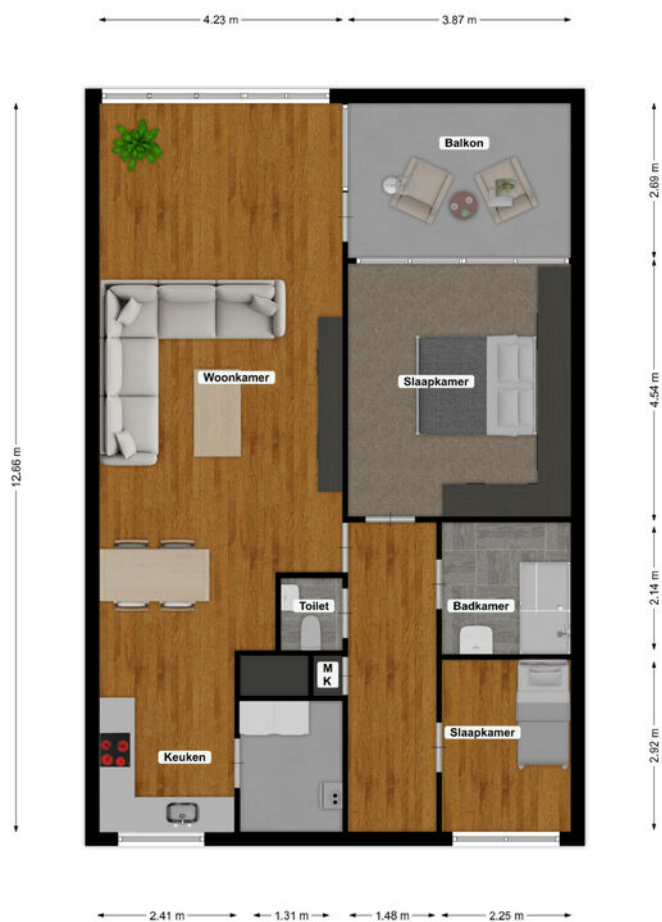 4.23 m
3.87 m
Balkon
2.69 m
Woonkamer
Slaapkamer
4.54 m
12.66 m
Toilet
Badkamer
2.14 m
M
K
Slaapkamer
Keuken
2.92 m
2.41 m
1.31 m
1.48 m
2.25 m